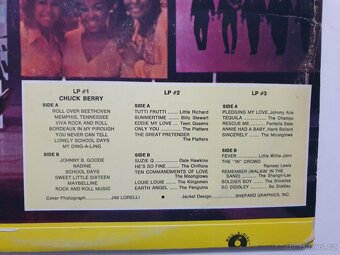 LP #1
CHUCK BERRY
SIDE A
ROLL OVER BEETHOVEN
MEMPHIS, TENNESSEE
VIVA ROCK AND ROLL
BORDEAUX IN MY PIROUGH
YOU NEVER CAN TELL
LONELY SCHOOL DAYS
MY DING-A-LING
SIDE B
JOHNNY B. GOODE
NADINE
SCHOOL DAYS
SWEET LITTLE SIXTEEN
MAYBELLINE
ROCK AND ROLL MUSIC
LP #2
SIDE A
TUTTI FRUTTI Little Richard
SUMMERTIME Billy Stewart
EDDIE MY LOVE Teen Queens
ONLY YOU The Platters
THE GREAT PRETENDER
The Platters
SIDE B
SUZIE Q Dale Hawkins
HE'S SO FINE The Chiffons
TEN COMMANDMENTS OF LOVE
The Moonglows
LOUIE LOUIE The Kingsmen
EARTH ANGEL The Penguins
LP #3
SIDE A
PLEDGING MY LOVE Johnny Ace
TEQUILA The Champs
RESCUE ME Fontella Bass
ANNIE HAD A BABY Hank Ballard
SINCERELY The Moonglows
SIDE B
FEVER Little Willie John
THE "IN" CROWD
Ramsey Lewis
REMEMBER (WALKIN' IN THE
SAND) The Shangri-Las
SOLDIER BOY The Shirelles
BO DIDDLEY Bo Diddley
Cover Photograph JIM LORELLI
Jacket Design SHEPARD GRAPHICS, INC.